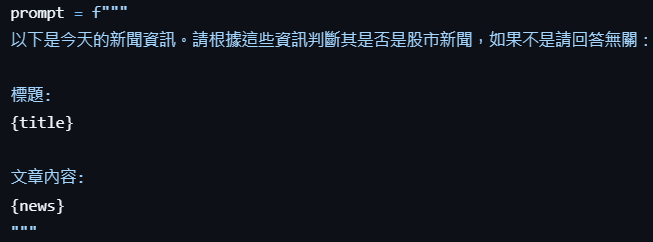 prompt = f"""
以下是今天的新聞資訊。請根據這些資訊判斷其是否是股市新聞，如果不是請回答無關：
標題:
{title}
文章內容:
{news}
"""